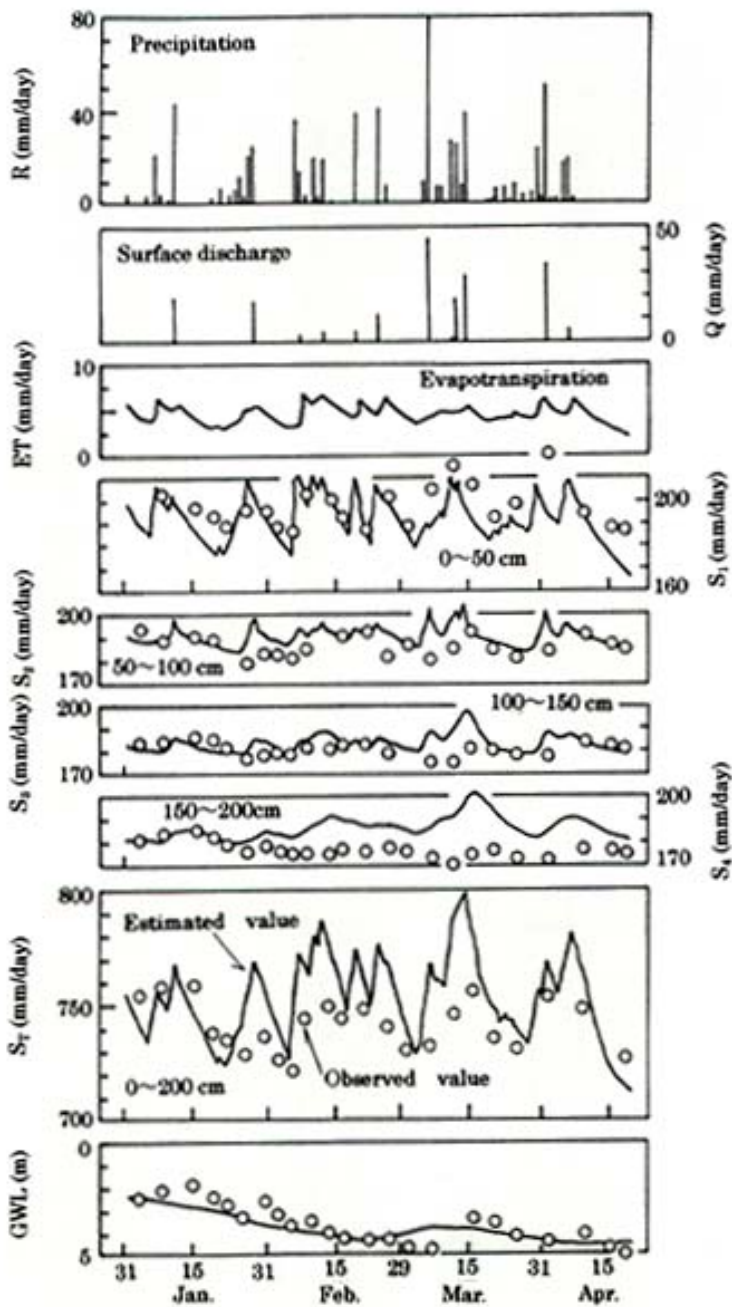 80
Precipitation
R (mm/day)
40
0
50
Surface discharge
Q (mm/day)
0
10
Evapotranspiration
ET (mm/day)
0
200
0~50 cm
S₁ (mm/day)
160
200
S₂ (mm/day)
50~100 cm
170
200
100~150 cm
S₃ (mm/day)
170
150~200cm
200
S₄ (mm/day)
170
800
Estimated value
S_T (mm/day)
750
Observed value
0~200 cm
700
0
GWL (m)
5
31 15 31 15 29 15 31 15
Jan. Feb. Mar. Apr.